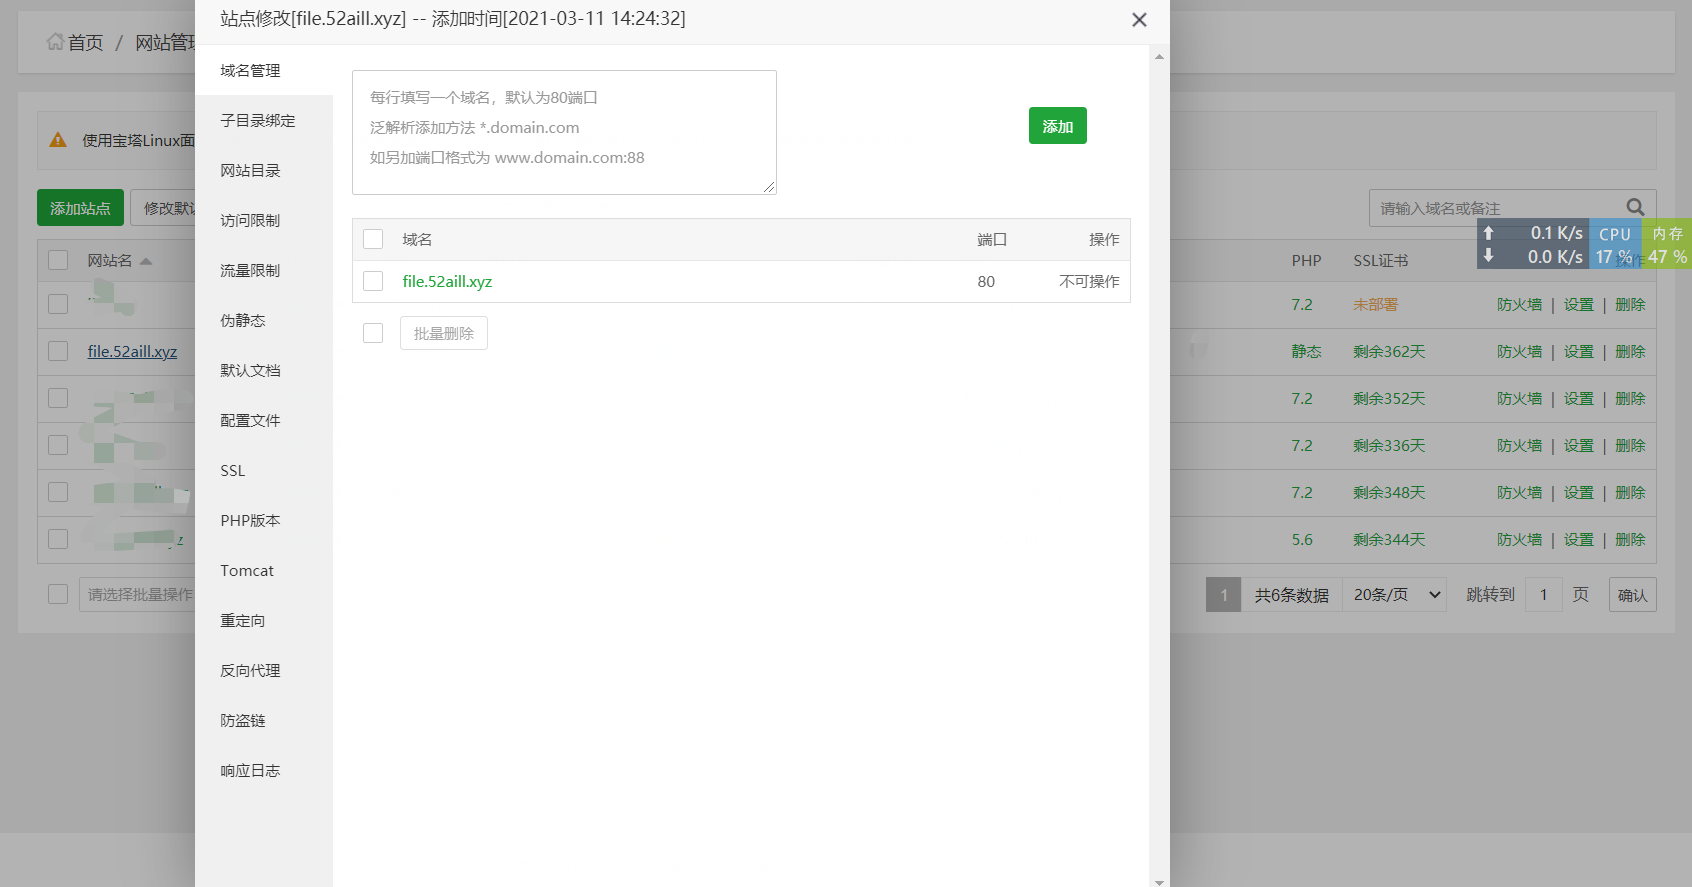 站点修改[file.52aill.xyz] -- 添加时间[2021-03-11 14:24:32]
首页 / 网站管理
使用宝塔Linux面
添加站点
修改默认
请输入域名或备注
0.1 K/s
0.0 K/s
CPU
17 %
内存
47 %
网站名
PHP
SSL证书
操作
7.2
未部署
防火墙 | 设置 | 删除
file.52aill.xyz
静态
剩余362天
防火墙 | 设置 | 删除
7.2
剩余352天
防火墙 | 设置 | 删除
7.2
剩余336天
防火墙 | 设置 | 删除
7.2
剩余348天
防火墙 | 设置 | 删除
5.6
剩余344天
防火墙 | 设置 | 删除
请选择批量操作
1
共6条数据
20条/页
跳转到
1
页
确认
域名管理
子目录绑定
网站目录
访问限制
流量限制
伪静态
默认文档
配置文件
SSL
PHP版本
Tomcat
重定向
反向代理
防盗链
响应日志
每行填写一个域名，默认为80端口
泛解析添加方法 *.domain.com
如另加端口格式为 www.domain.com:88
添加
域名
端口
操作
file.52aill.xyz
80
不可操作
批量删除